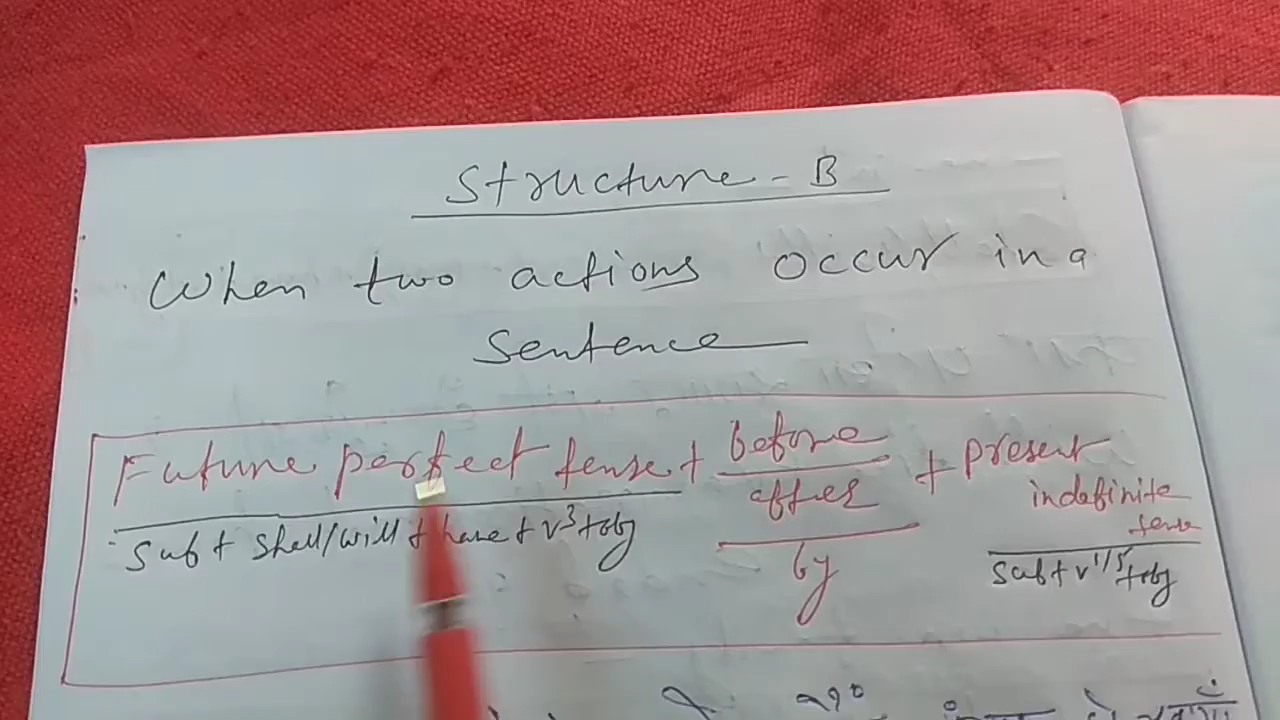 Structure - B
When two actions occur in a
sentence
Future perfect tense + before + present
after indefinite
tense
Sub + shall/will + have + v3 + obj by Sub + v1/s + obj